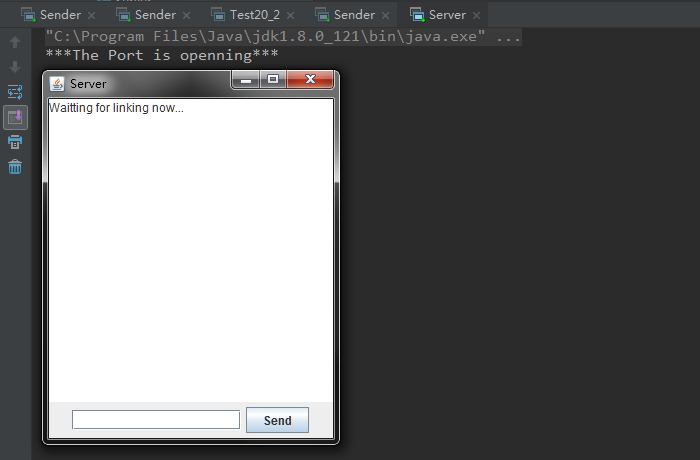 Sender Sender Test20_2 Sender Server
"C:\Program Files\Java\jdk1.8.0_121\bin\java.exe" ...
***The Port is openning***
Server
Waitting for linking now...
Send